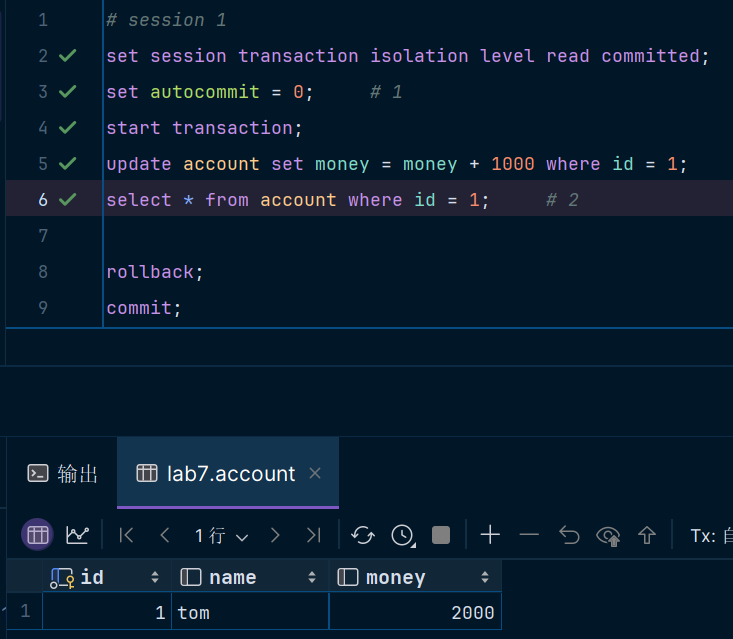 1 # session 1
2 set session transaction isolation level read committed;
3 set autocommit = 0; # 1
4 start transaction;
5 update account set money = money + 1000 where id = 1;
6 select * from account where id = 1; # 2
7
8 rollback;
9 commit;
输出 lab7.account
1 行 Tx: 自
id name money
1 1 tom 2000